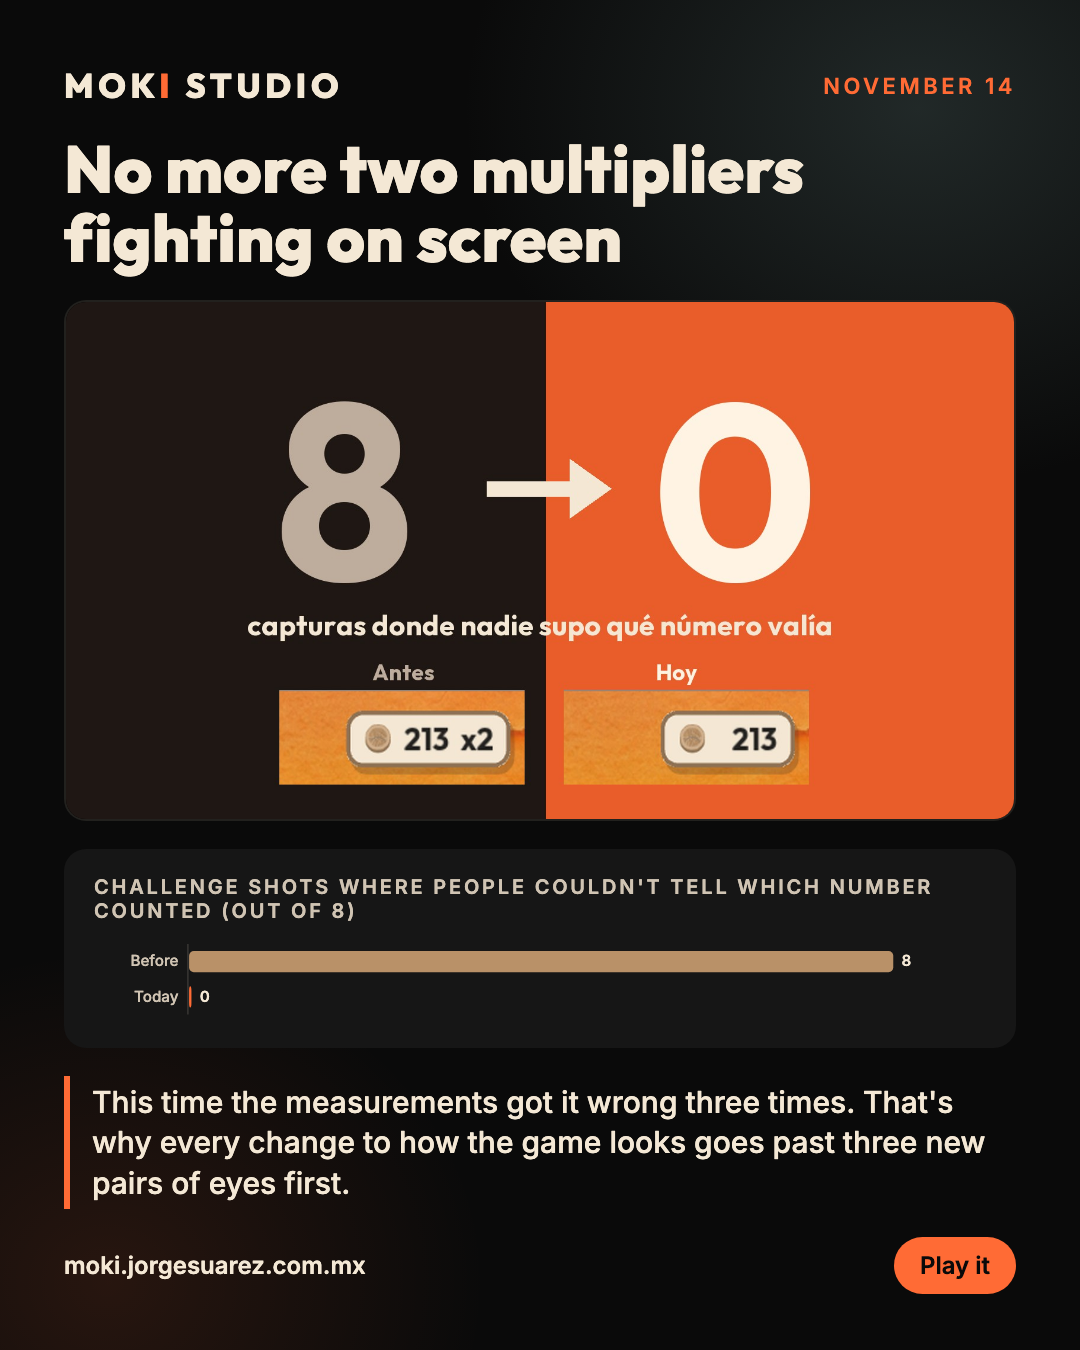 MOKI STUDIO
NOVEMBER 14
No more two multipliers
fighting on screen
8
0
capturas donde nadie supo qué número valía
Antes
Hoy
213 x2
213
CHALLENGE SHOTS WHERE PEOPLE COULDN'T TELL WHICH NUMBER
COUNTED (OUT OF 8)
Before
8
Today
0
This time the measurements got it wrong three times. That's
why every change to how the game looks goes past three new
pairs of eyes first.
moki.jorgesuarez.com.mx
Play it